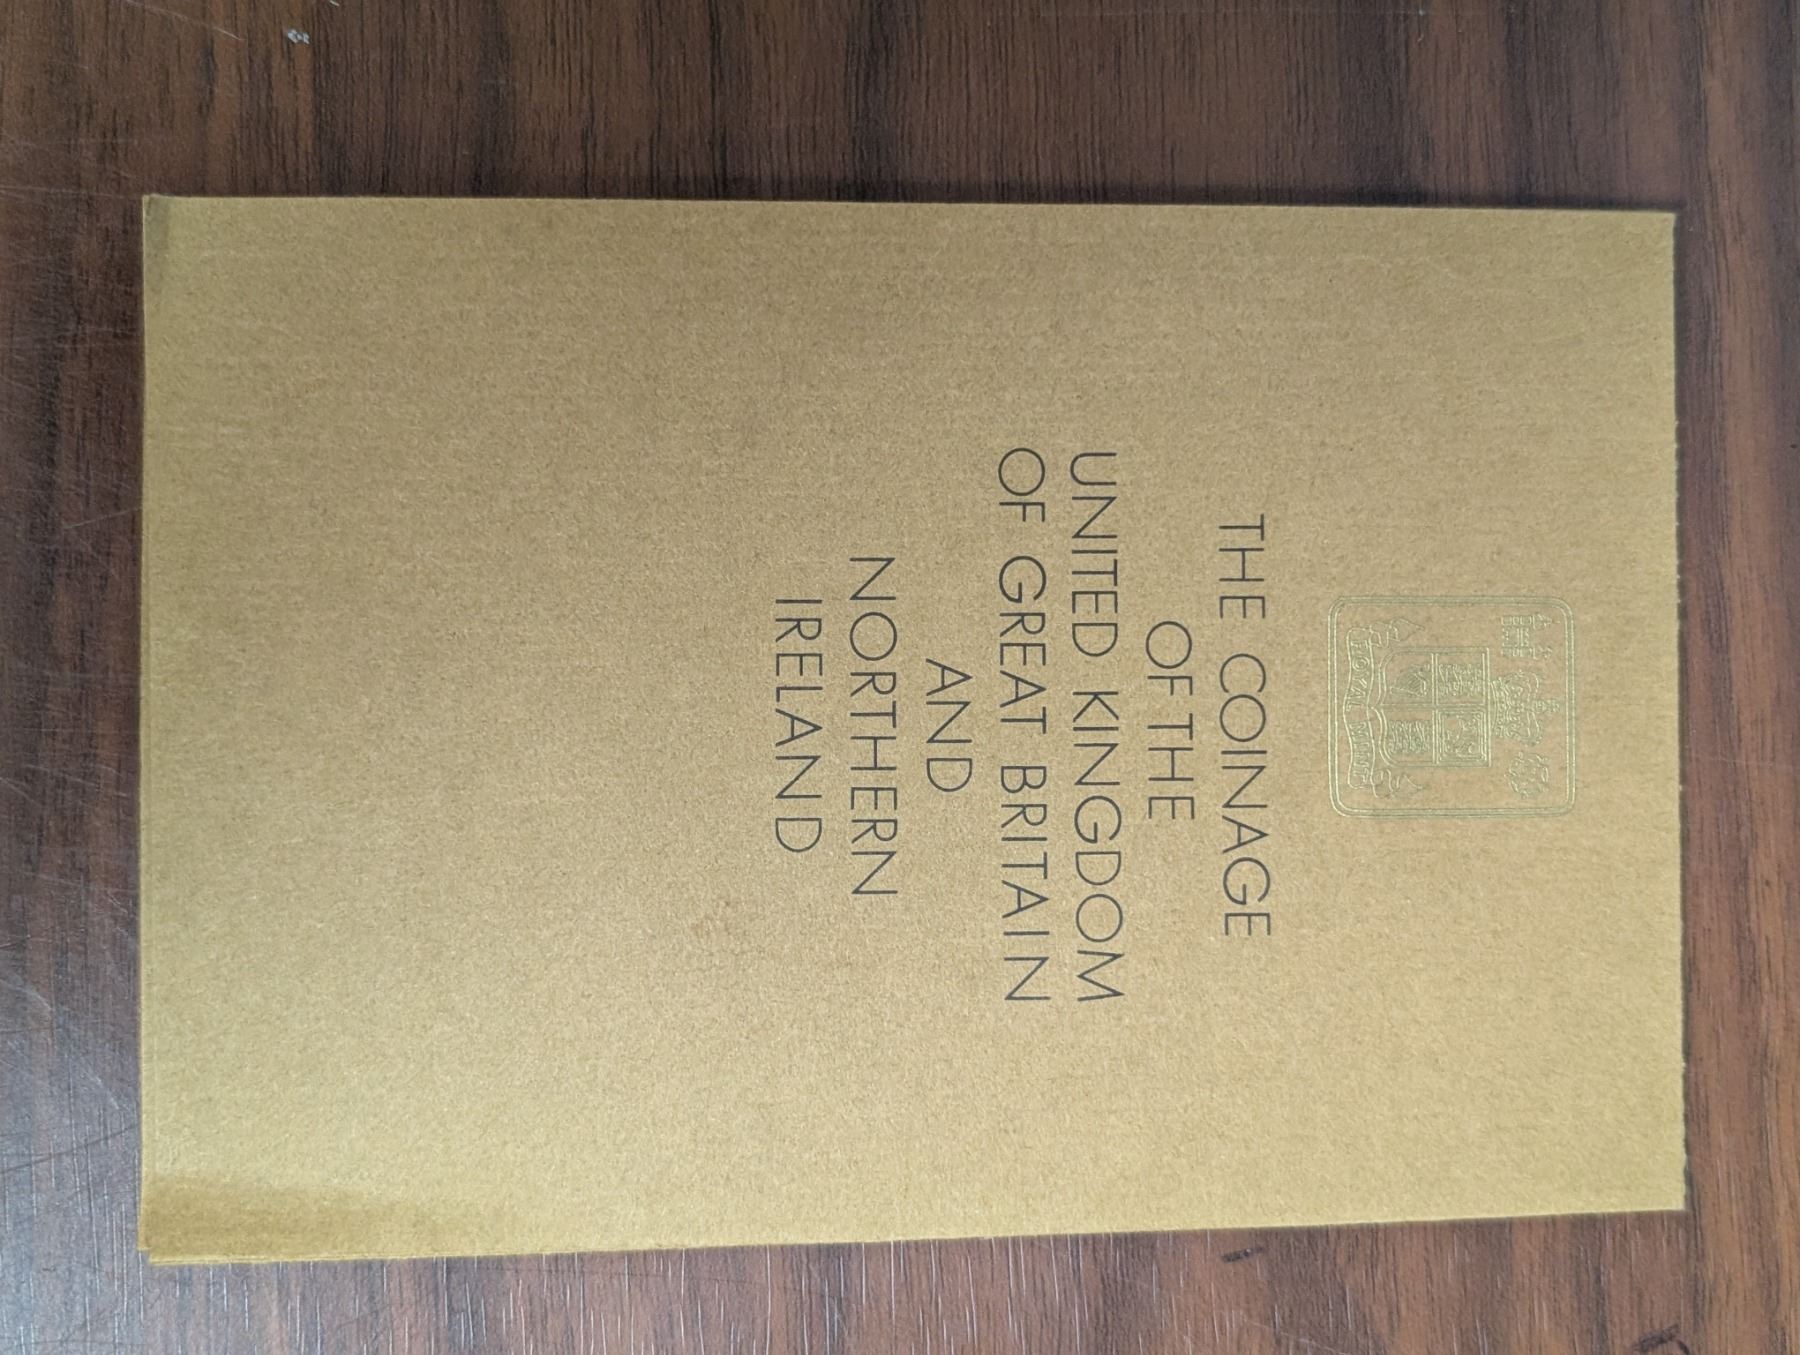 ROYAL MINT
THE COINAGE
OF THE
UNITED KINGDOM
OF GREAT BRITAIN
AND
NORTHERN
IRELAND